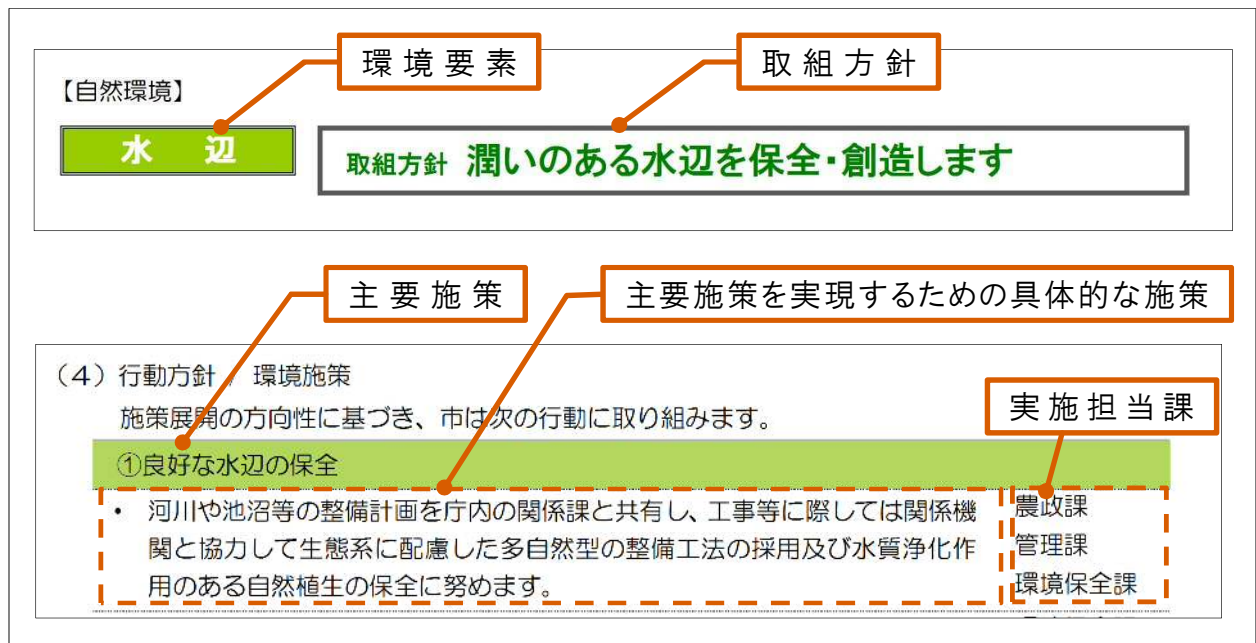 環境要素
取組方針
【自然環境】
水 辺
取組方針 潤いのある水辺を保全・創造します
主要施策
主要施策を実現するための具体的な施策
(4)行動方針 / 環境施策
施策展開の方向性に基づき、市は次の行動に取り組みます。
実施担当課
①良好な水辺の保全
・ 河川や池沼等の整備計画を庁内の関係課と共有し、工事等に際しては関係機
関と協力して生態系に配慮した多自然型の整備工法の採用及び水質浄化作
用のある自然植生の保全に努めます。
農政課
管理課
環境保全課